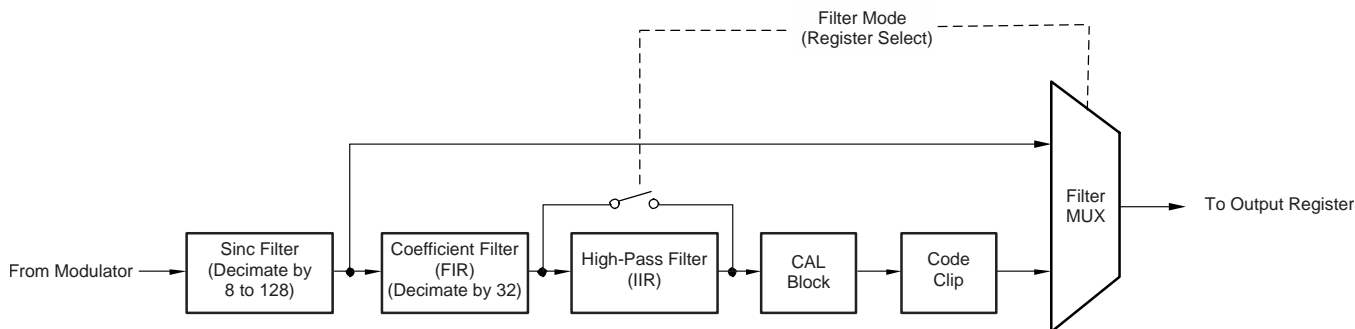 Filter Mode
(Register Select)
From Modulator
Sinc Filter
(Decimate by
8 to 128)
Coefficient Filter
(FIR)
(Decimate by 32)
High-Pass Filter
(IIR)
CAL
Block
Code
Clip
Filter
MUX
To Output Register